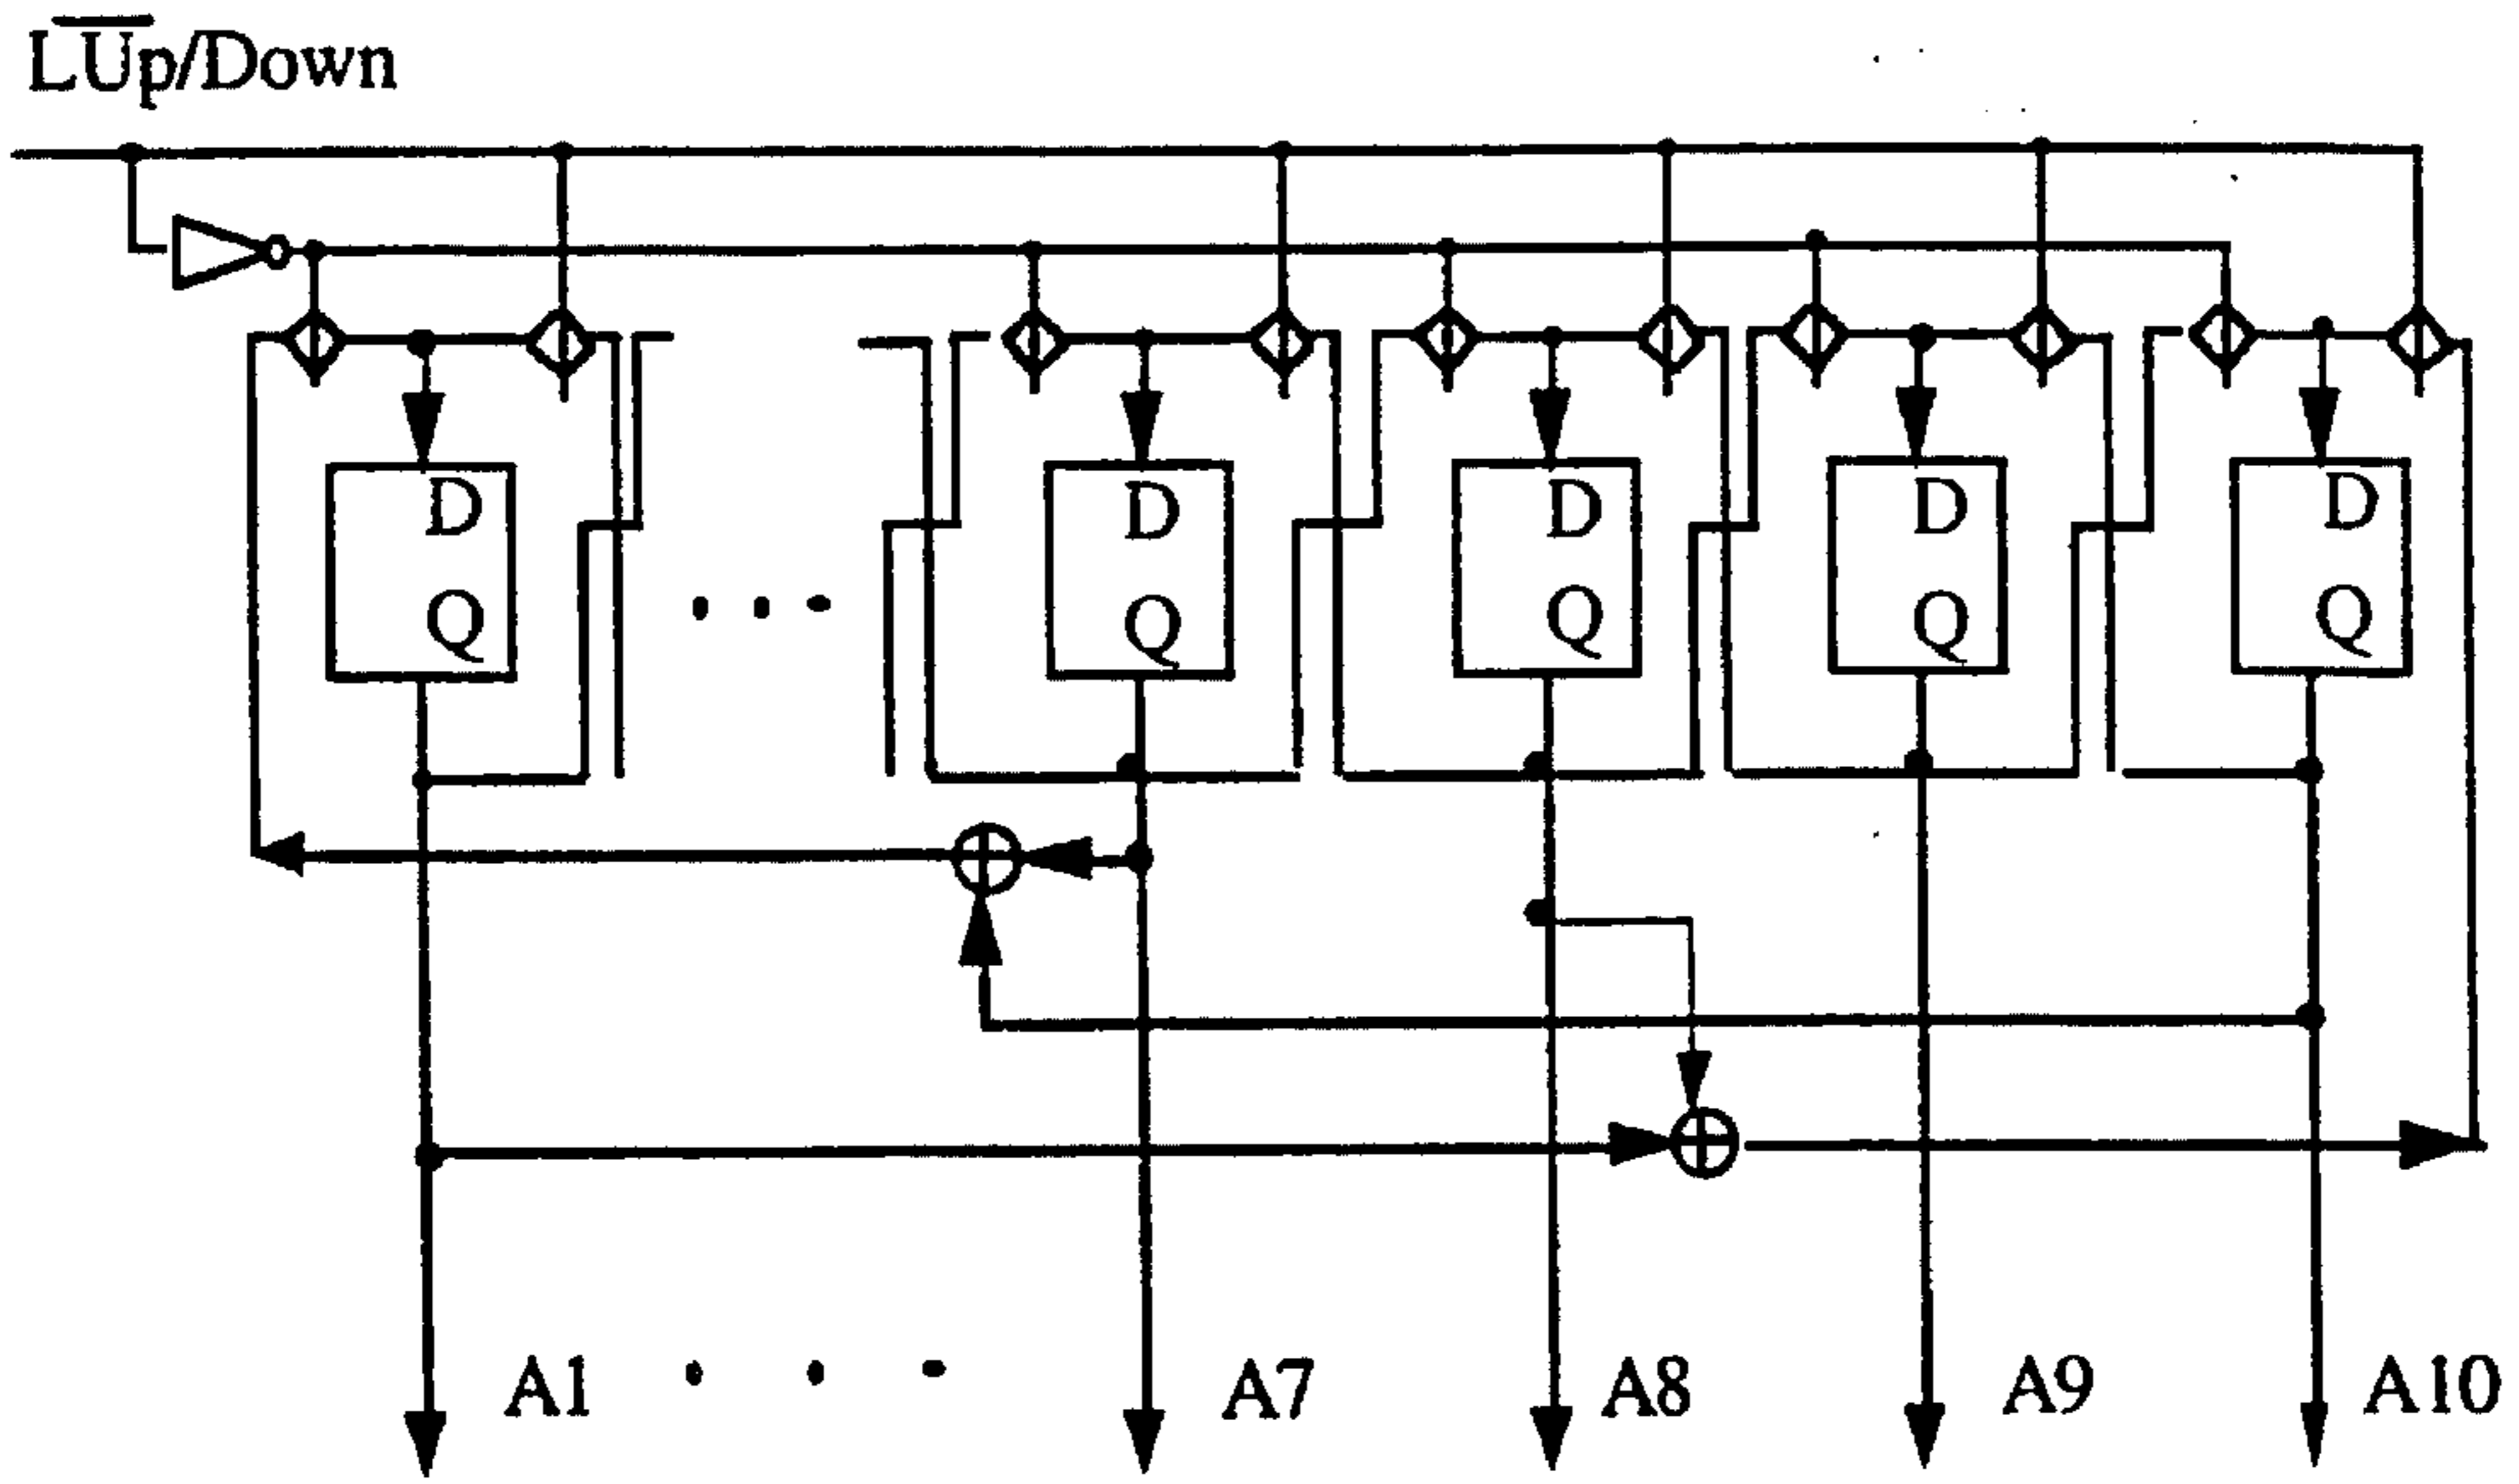 LUp/Down
D D D D D
Q Q Q Q Q
A1 . . . A7 A8 A9 A10